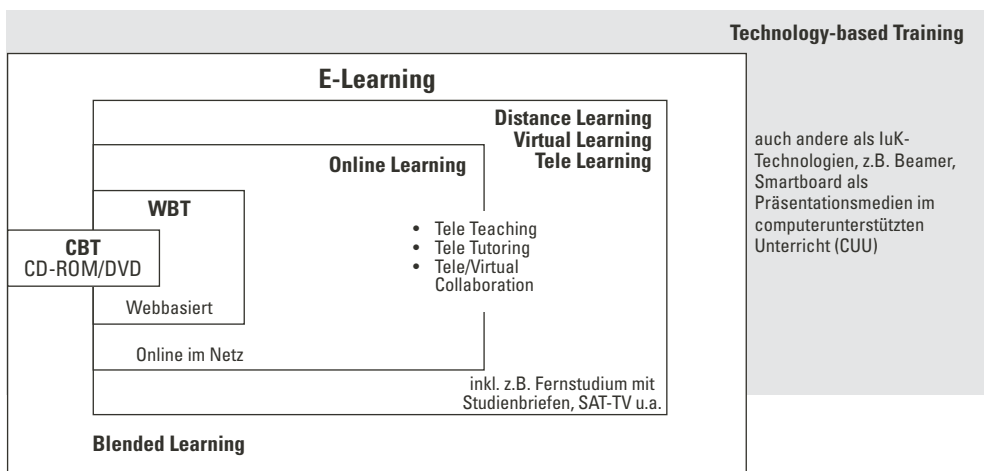 Technology-based Training
E-Learning
Distance Learning
Virtual Learning
Tele Learning
Online Learning
WBT
CBT
CD-ROM/DVD
Webbasiert
Online im Netz
• Tele Teaching
• Tele Tutoring
• Tele/Virtual
Collaboration
inkl. z.B. Fernstudium mit
Studienbriefen, SAT-TV u.a.
Blended Learning
auch andere als IuK-
Technologien, z.B. Beamer,
Smartboard als
Präsentationsmedien im
computerunterstützten
Unterricht (CUU)